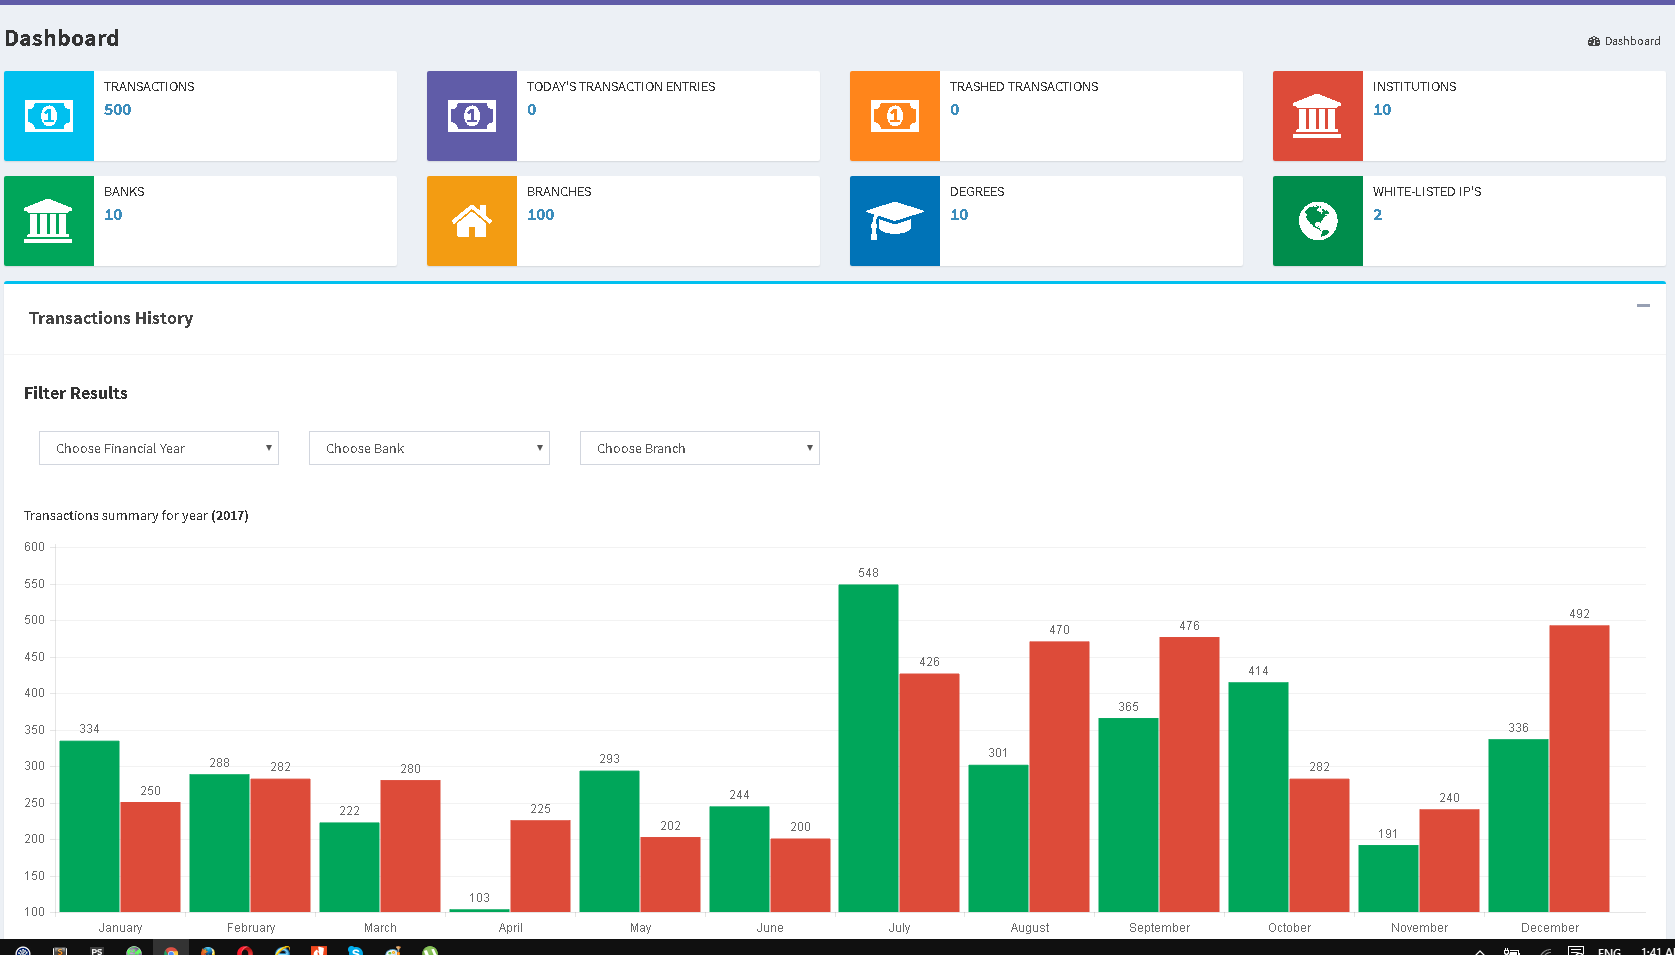 Dashboard
Dashboard
TRANSACTIONS
500
TODAY'S TRANSACTION ENTRIES
0
TRASHED TRANSACTIONS
0
INSTITUTIONS
10
BANKS
10
BRANCHES
100
DEGREES
10
WHITE-LISTED IP'S
2
Transactions History
Filter Results
Choose Financial Year
Choose Bank
Choose Branch
Transactions summary for year (2017)
600
550
500
450
400
350
300
250
200
150
100
334
250
288
282
222
280
103
225
293
202
244
200
548
426
301
470
365
476
414
282
191
240
336
492
January February March April May June July August September October November December
ENG